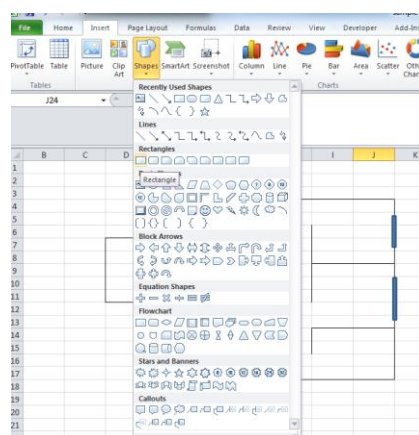 File Home Insert Page Layout Formulas Data Review View Developer Add-Ins
PivotTable Table Picture Clip Art Shapes SmartArt Screenshot Column Line Pie Bar Area Scatter
Tables Charts
J24
Recently Used Shapes
Lines
Rectangles
Rectangle
Block Arrows
Equation Shapes
Flowchart
Stars and Banners
Callouts
B C D I J K
1
2
3
4
5
6
7
8
9
10
11
12
13
14
15
16
17
18
19
20
21